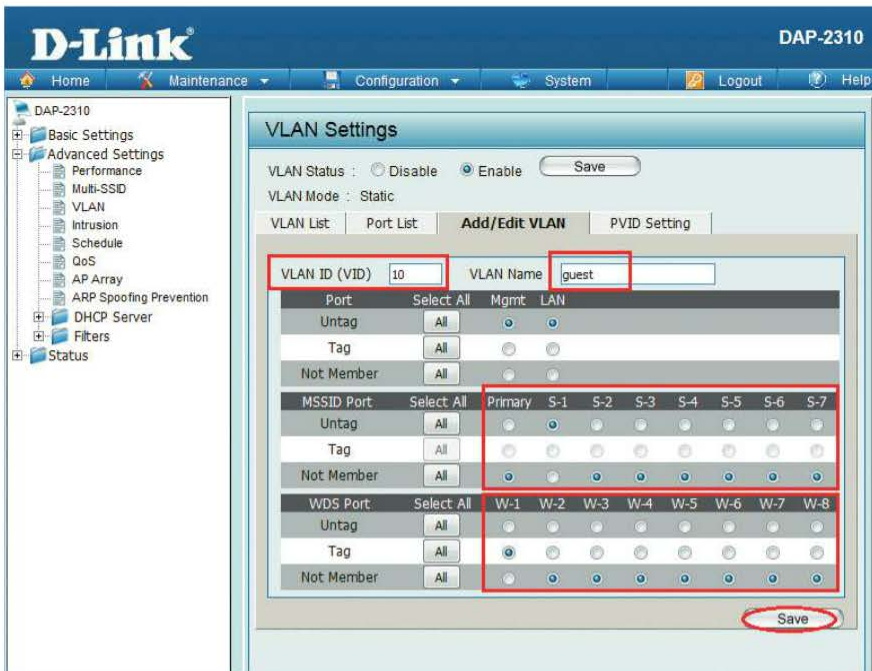 D-Link
DAP-2310
Home Maintenance Configuration System Logout Help
DAP-2310
Basic Settings
Advanced Settings
Performance
Multi-SSID
VLAN
Intrusion
Schedule
QoS
AP Array
ARP Spoofing Prevention
DHCP Server
Filters
Status
VLAN Settings
VLAN Status : Disable Enable Save
VLAN Mode : Static
VLAN List Port List Add/Edit VLAN PVID Setting
VLAN ID (VID) 10 VLAN Name guest
Port Select All Mgmt LAN
Untag All
Tag All
Not Member All
MSSID Port Select All Primary S-1 S-2 S-3 S-4 S-5 S-6 S-7
Untag All
Tag All
Not Member All
WDS Port Select All W-1 W-2 W-3 W-4 W-5 W-6 W-7 W-8
Untag All
Tag All
Not Member All
Save